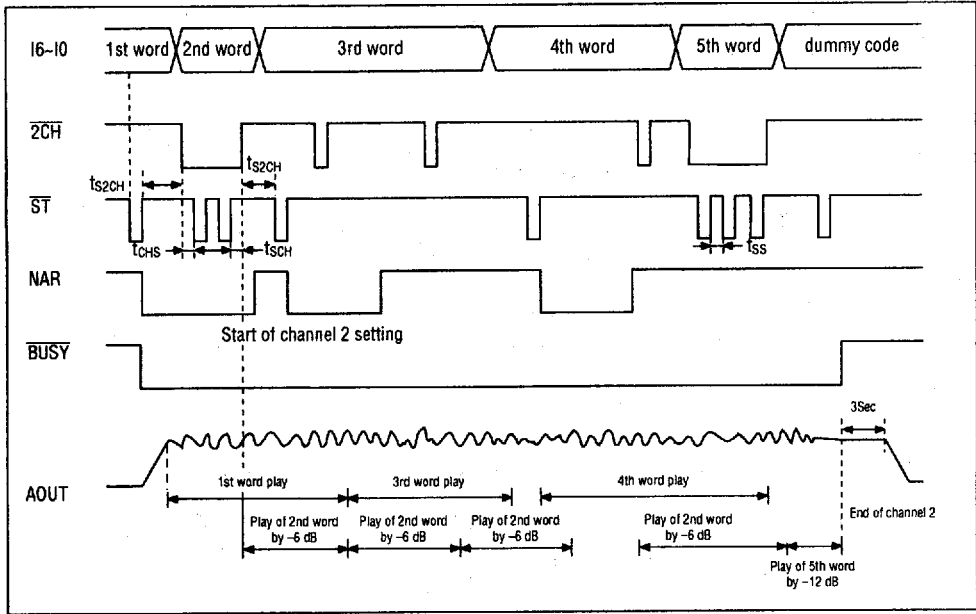 I6~I0 1st word 2nd word 3rd word 4th word 5th word dummy code
2CH
tS2CH tS2CH
ST
tCHS tSCH tSS
NAR
Start of channel 2 setting
BUSY
3Sec
AOUT
1st word play 3rd word play 4th word play
End of channel 2
Play of 2nd word by -6 dB
Play of 2nd word by -6 dB
Play of 2nd word by -6 dB
Play of 2nd word by -6 dB
Play of 5th word by -12 dB